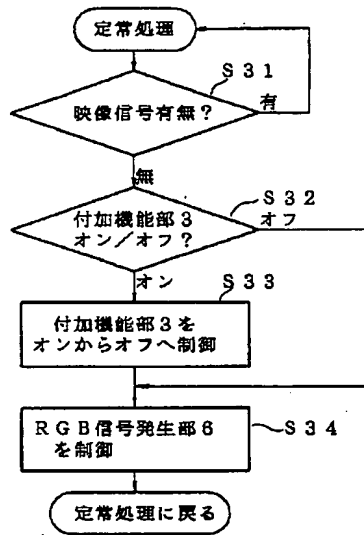 定常処理
S31
映像信号有無?
有
無
S32
付加機能部3
オン/オフ?
オフ
オン
S33
付加機能部3を
オンからオフへ制御
RGB信号発生部6
を制御
S34
定常処理に戻る